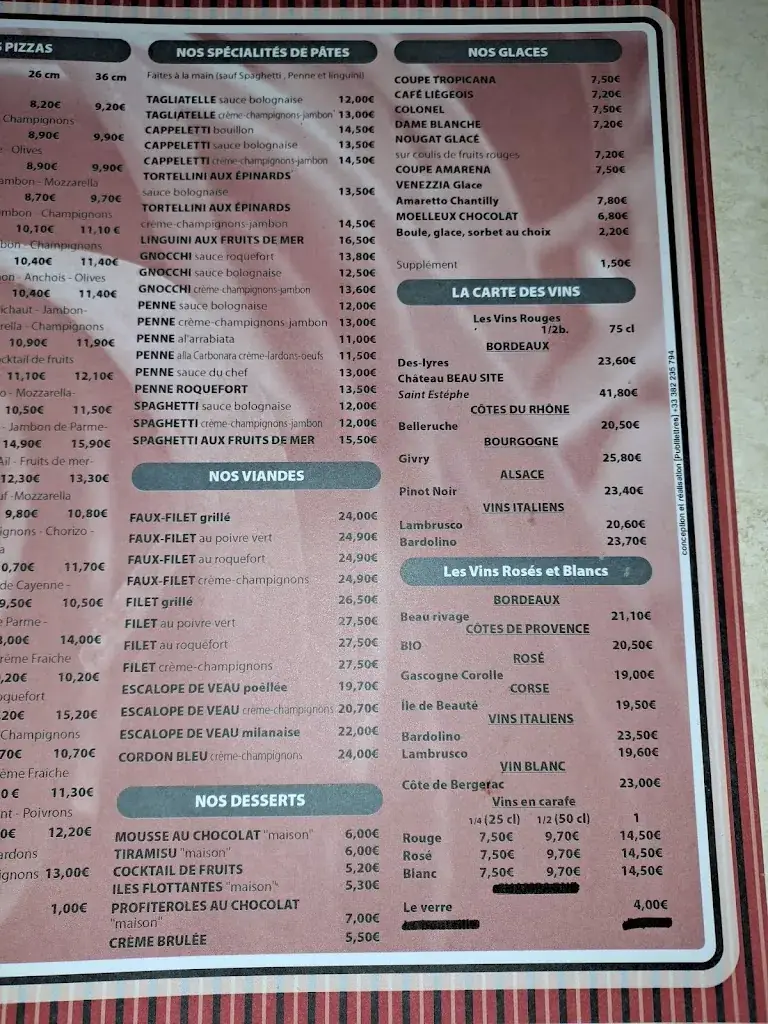 PIZZAS
26 cm 36 cm
8,20€ 9,20€
Champignons
8,90€ 9,90€
- Olives
8,90€ 9,90€
- Mozzarella
8,70€ 9,70€
- Champignons
10,10€ 11,10 €
- Champignons
10,40€ 11,40€
- Anchois - Olives
10,40€ 11,40€
- Jambon-
- Champignons
10,90€ 11,90€
de fruits
11,10€ 12,10€
- Mozzarella-
10,50€ 11,50€
- Jambon de Parme-
14,90€ 15,90€
- Fruits de mer-
12,30€ 13,30€
-Mozzarella
9,80€ 10,80€
- Chorizo -
11,70€
de Cayenne -
10,50€
Parme -
14,00€
Fraiche
10,20€
15,20€
Champignons
10,70€
Fraiche
11,30€
- Poivrons
12,20€
13,00€
1,00€
NOS SPÉCIALITÉS DE PÂTES
Faites à la main (sauf Spaghetti , Penne et linguini)
TAGLIATELLE sauce bolognaise 12,00€
TAGLIATELLE crème-champignons-jambon 13,00€
CAPPELETTI bouillon 14,50€
CAPPELETTI sauce bolognaise 13,50€
CAPPELETTI crème-champignons-jambon 14,50€
TORTELLINI AUX ÉPINARDS
sauce bolognaise 13,50€
TORTELLINI AUX ÉPINARDS
crème-champignons-jambon 14,50€
LINGUINI AUX FRUITS DE MER 16,50€
GNOCCHI sauce roquefort 13,80€
GNOCCHI sauce bolognaise 12,50€
GNOCCHI crème-champignons-jambon 13,60€
PENNE sauce bolognaise 12,00€
PENNE crème-champignons-jambon 13,00€
PENNE al'arrabiata 11,00€
PENNE alla Carbonara crème-lardons-oeufs 11,50€
PENNE sauce du chef 13,00€
PENNE ROQUEFORT 13,50€
SPAGHETTI sauce bolognaise 12,00€
SPAGHETTI crème-champignons-jambon 12,00€
SPAGHETTI AUX FRUITS DE MER 15,50€
NOS VIANDES
FAUX-FILET grillé 24,00€
FAUX-FILET au poivre vert 24,90€
FAUX-FILET au roquefort 24,90€
FAUX-FILET crème-champignons 24,90€
FILET grillé 26,50€
FILET au poivre vert 27,50€
FILET au roquefort 27,50€
FILET crème-champignons 27,50€
ESCALOPE DE VEAU poêllée 19,70€
ESCALOPE DE VEAU crème-champignons 20,70€
ESCALOPE DE VEAU milanaise 22,00€
CORDON BLEU crème-champignons 24,00€
NOS DESSERTS
MOUSSE AU CHOCOLAT "maison" 6,00€
TIRAMISU "maison" 6,00€
COCKTAIL DE FRUITS 5,20€
ILES FLOTTANTES "maison" 5,30€
PROFITEROLES AU CHOCOLAT
"maison" 7,00€
CRÈME BRULÉE 5,50€
NOS GLACES
COUPE TROPICANA 7,50€
CAFÉ LIÉGEOIS 7,20€
COLONEL 7,50€
DAME BLANCHE 7,20€
NOUGAT GLACÉ
sur coulis de fruits rouges 7,20€
COUPE AMARENA 7,50€
VENEZZIA Glace
Amaretto Chantilly 7,80€
MOELLEUX CHOCOLAT 6,80€
Boule, glace, sorbet au choix 2,20€
Supplément 1,50€
LA CARTE DES VINS
Les Vins Rouges
1/2b. 75 cl
BORDEAUX
Des-lyres 23,60€
Château BEAU SITE
Saint Estéphe 41,80€
CÔTES DU RHÔNE
Belleruche 20,50€
BOURGOGNE
Givry 25,80€
ALSACE
Pinot Noir 23,40€
VINS ITALIENS
Lambrusco 20,60€
Bardolino 23,70€
Les Vins Rosés et Blancs
BORDEAUX
Beau rivage 21,10€
CÔTES DE PROVENCE
BIO 20,50€
ROSÉ
Gascogne Corolle 19,00€
CORSE
Île de Beauté 19,50€
VINS ITALIENS
Bardolino 23,50€
Lambrusco 19,60€
VIN BLANC
Côte de Bergerac 23,00€
Vins en carafe
1/4 (25 cl) 1/2 (50 cl) 1
Rouge 7,50€ 9,70€ 14,50€
Rosé 7,50€ 9,70€ 14,50€
Blanc 7,50€ 9,70€ 14,50€
Le verre 4,00€
conception et réalisation [Publilettres] +33 382 235 794